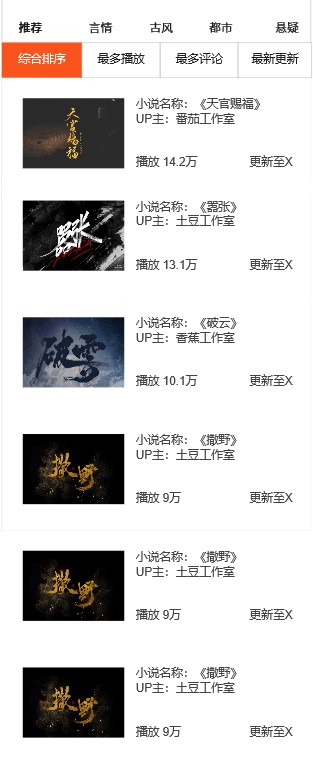 推荐 言情 古风 都市 悬疑
综合排序 最多播放 最多评论 最新更新
天官赐福
小说名称：《天官赐福》
UP主：番茄工作室
播放 14.2万 更新至X
嚣张
小说名称：《嚣张》
UP主：土豆工作室
播放 13.1万 更新至X
破雲
小说名称：《破云》
UP主：香蕉工作室
播放 10.1万 更新至X
撒野
小说名称：《撒野》
UP主：土豆工作室
播放 9万 更新至X
撒野
小说名称：《撒野》
UP主：土豆工作室
播放 9万 更新至X
撒野
小说名称：《撒野》
UP主：土豆工作室
播放 9万 更新至X